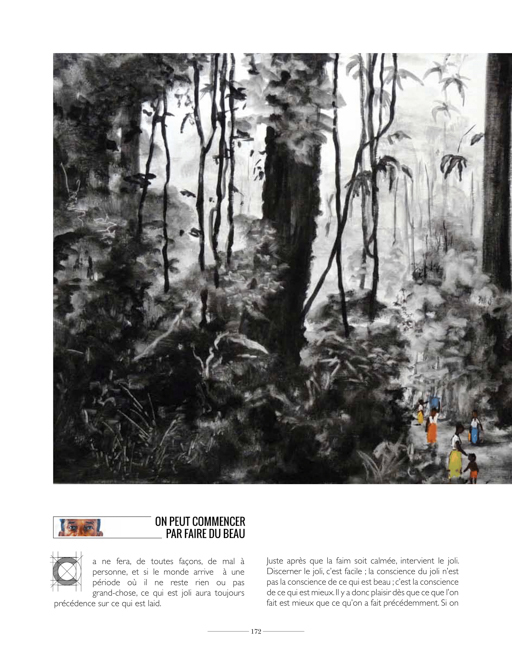 ON PEUT COMMENCER
PAR FAIRE DU BEAU
Ca ne fera, de toutes façons, de mal à
personne, et si le monde arrive à une
période où il ne reste rien ou pas
grand-chose, ce qui est joli aura toujours
précédence sur ce qui est laid.
Juste après que la faim soit calmée, intervient le joli.
Discerner le joli, c'est facile ; la conscience du joli n'est
pas la conscience de ce qui est beau ; c'est la conscience
de ce qui est mieux. Il y a donc plaisir dès que ce que l'on
fait est mieux que ce qu'on a fait précédemment. Si on
172